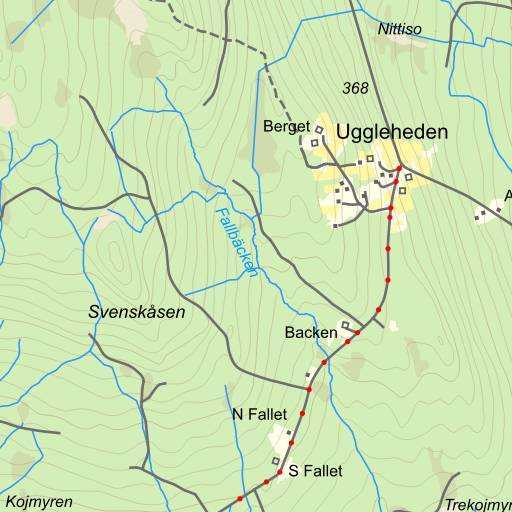 Nittiso
368
Berget
Uggleheden
A
Fallbäcken
Svenskåsen
Backen
N Fallet
S Fallet
Kojmyren
Trekojmyr